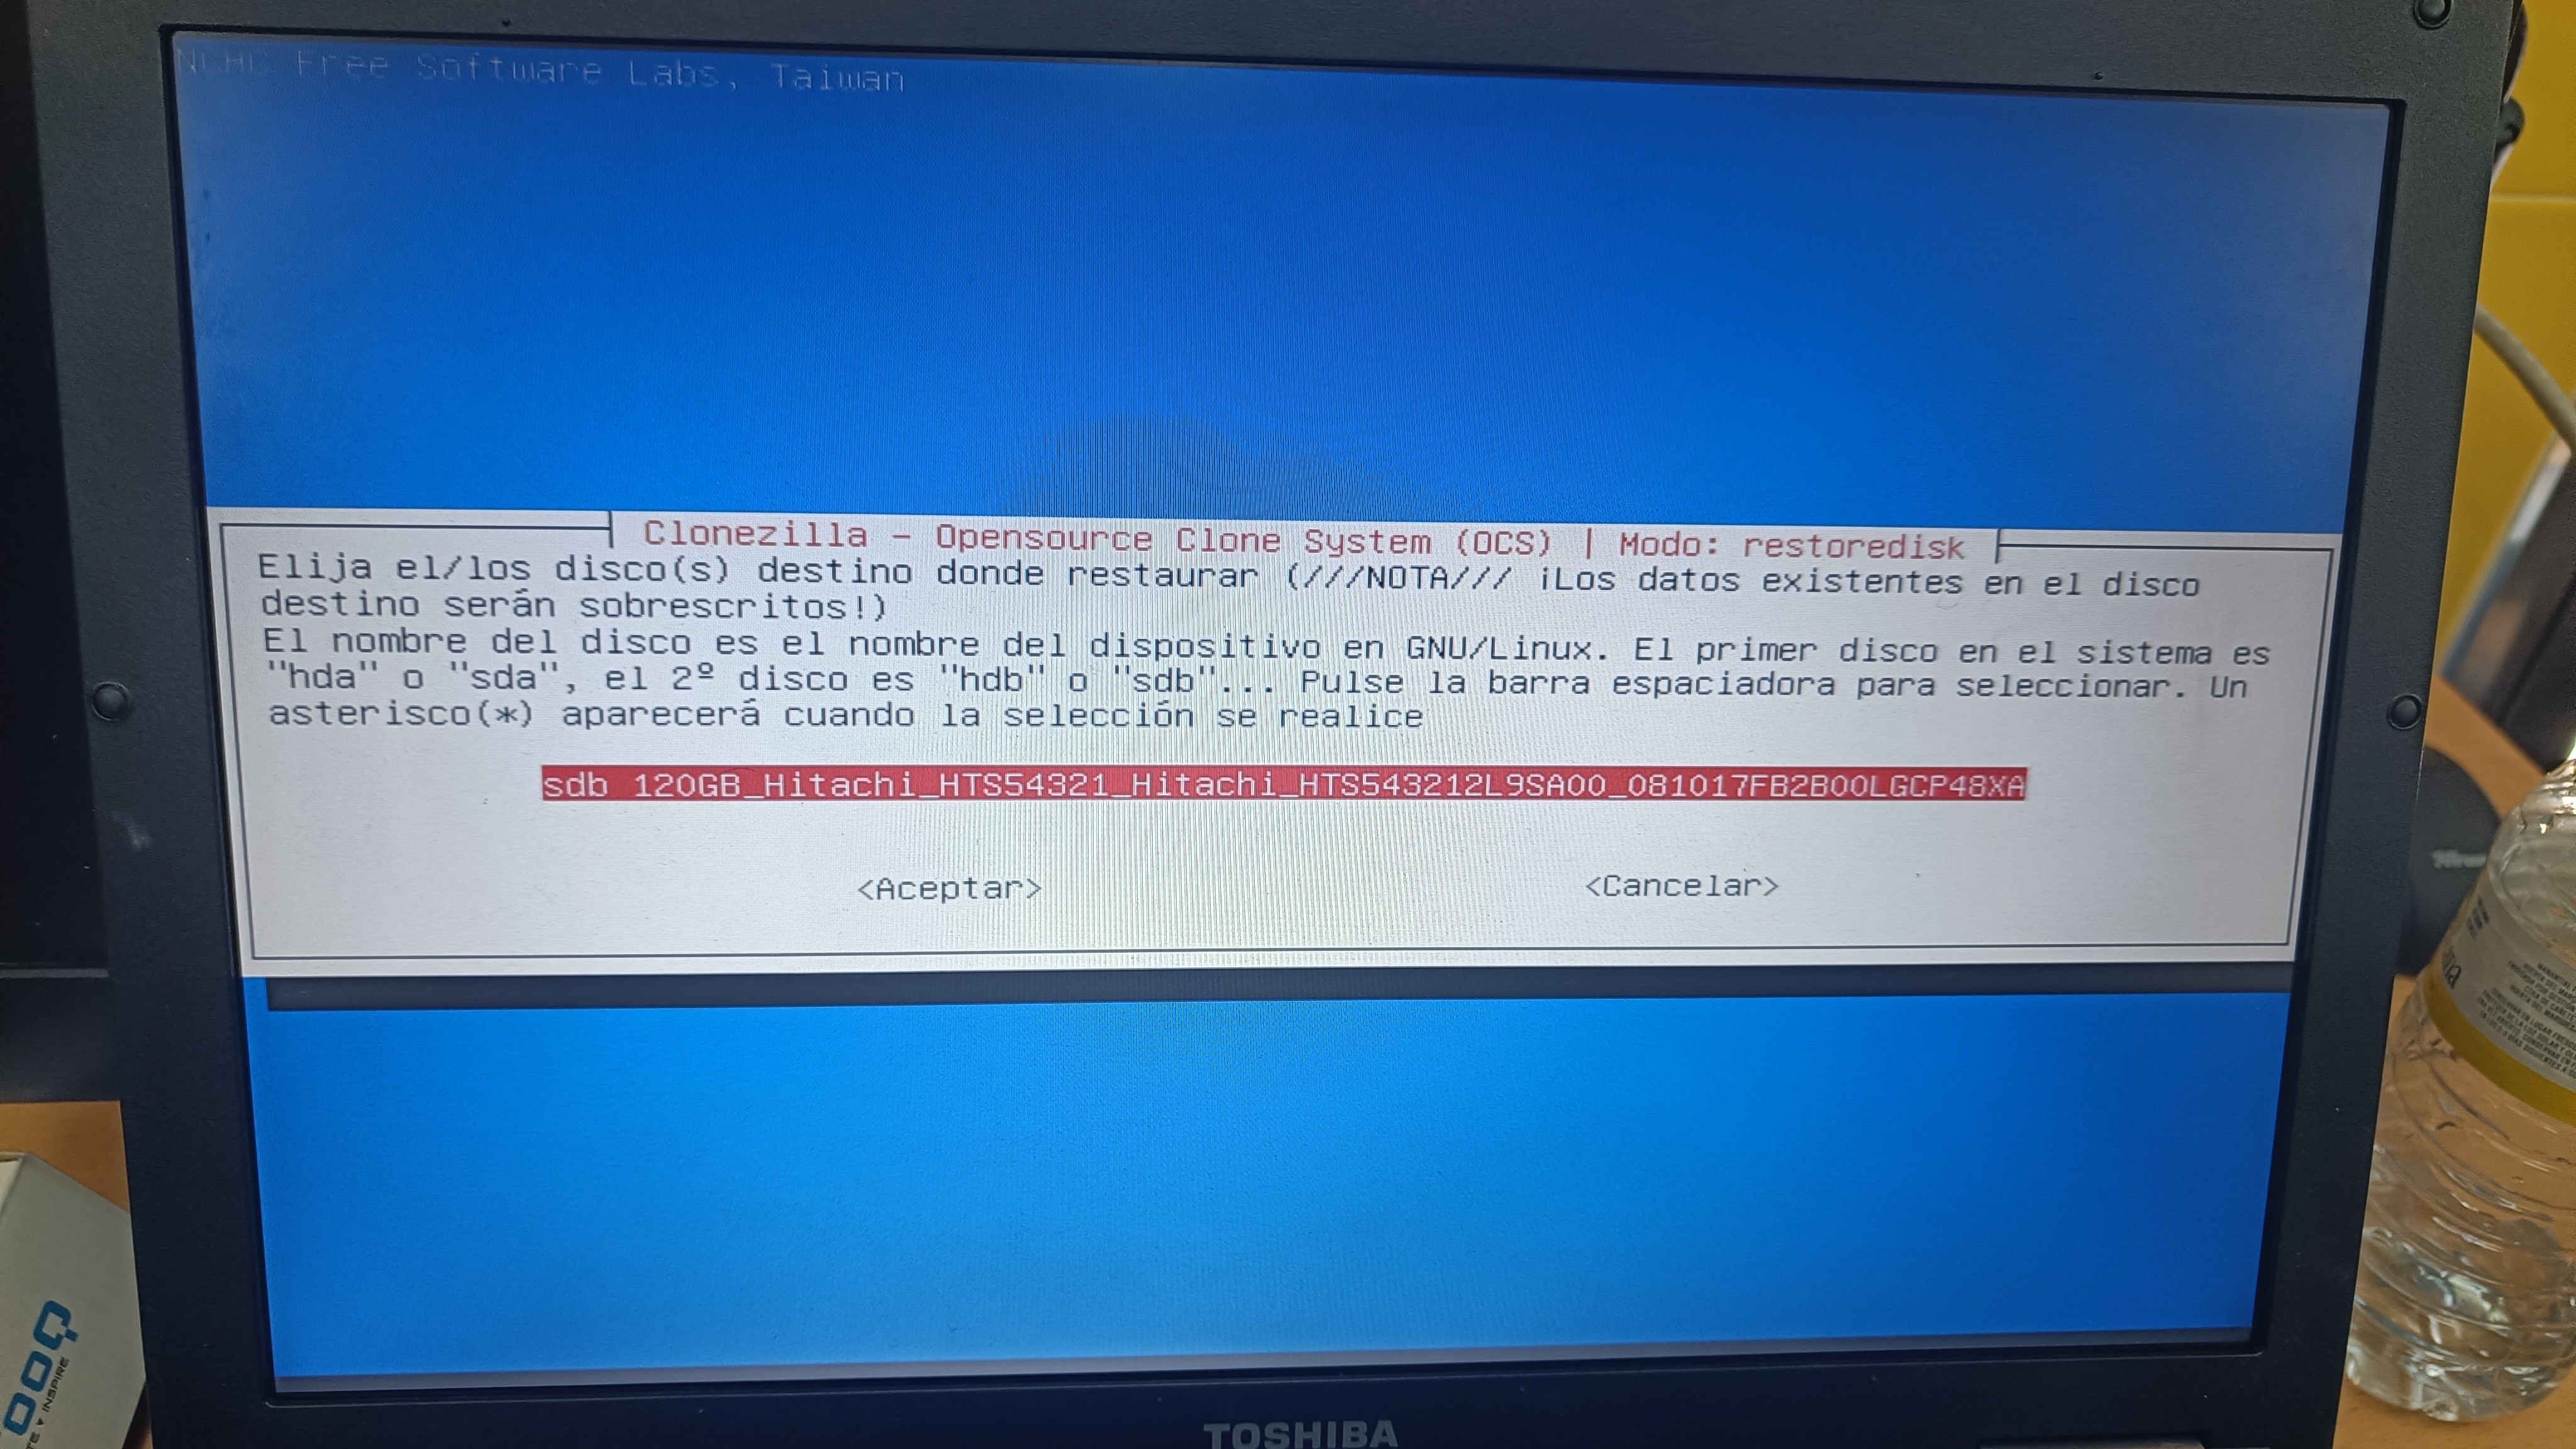 NCHC Free Software Labs, Taiwan
Clonezilla - Opensource Clone System (OCS) | Modo: restoredisk
Elija el/los disco(s) destino donde restaurar (///NOTA/// ¡Los datos existentes en el disco
destino serán sobrescritos!)
El nombre del disco es el nombre del dispositivo en GNU/Linux. El primer disco en el sistema es
"hda" o "sda", el 2º disco es "hdb" o "sdb"... Pulse la barra espaciadora para seleccionar. Un
asterisco(*) aparecerá cuando la selección se realice
sdb 120GB_Hitachi_HTS54321_Hitachi_HTS543212L9SA00_081017FB2B00LGCP48XA
<Aceptar> <Cancelar>
TOSHIBA
INSPIRE